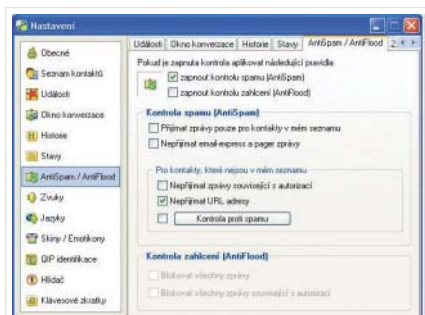 Nastavení
Obecné
Seznam kontaktů
Události
Okno konverzace
Historie
Stavy
AntiSpam / AntiFlood
Zvuky
Jazyky
Skiny / Emotikony
QIP identifikace
Hlídač
Klávesové zkratky
Události Okno konverzace Historie Stavy AntiSpam / AntiFlood
Pokud je zapnuta kontrola aplikovat následující pravidla:
zapnout kontolu spamu (AntiSpam)
zapnout kontolu zahlcení (AntiFlood)
Kontrola spamu (AntiSpam)
Přijímat zprávy pouze pro kontakty v mém seznamu
Nepřijímat email-express a pager zprávy
Pro kontakty, které nejsou v mém seznamu
Nepřijímat zprávy související s autorizací
Nepřijímat URL adresy
Kontrola proti spamu
Kontrola zahlcení (AntiFlood)
Blokovat všechny zprávy
Blokovat všechny zprávy související s autorizací